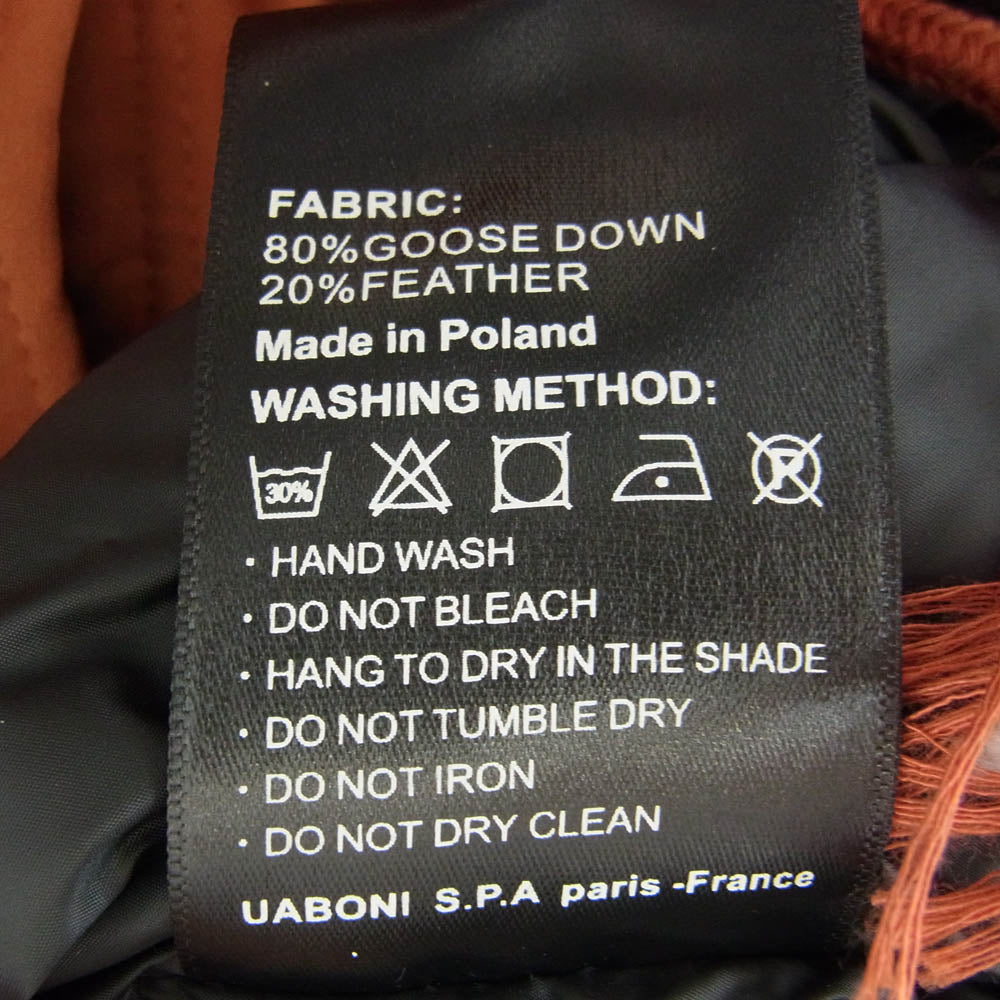 FABRIC:
80%GOOSE DOWN
20%FEATHER
Made in Poland
WASHING METHOD:
30% P
· HAND WASH
· DO NOT BLEACH
· HANG TO DRY IN THE SHADE
· DO NOT TUMBLE DRY
· DO NOT IRON
· DO NOT DRY CLEAN
UABONI S.P.A paris -France